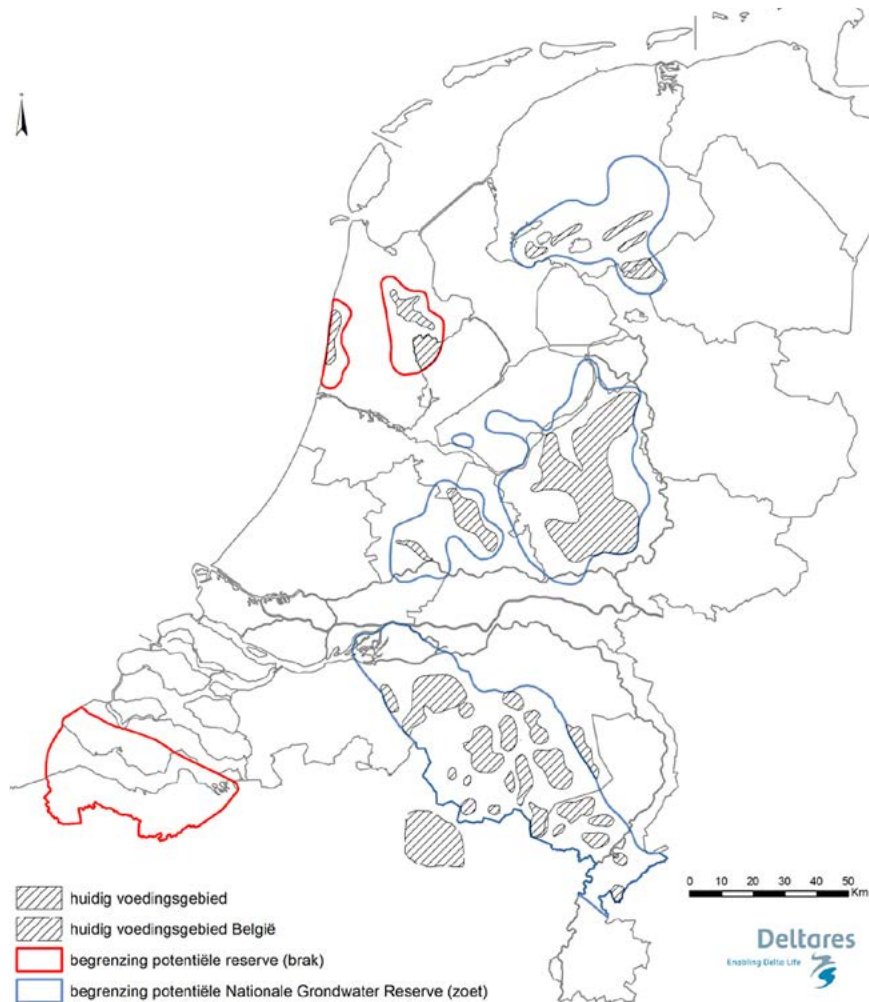 huidig voedingsgebied
huidig voedingsgebied België
begrenzing potentiële reserve (brak)
begrenzing potentiële Nationale Grondwater Reserve (zoet)
0 10 20 30 40 50
Km
Deltares
Enabling Delta Life